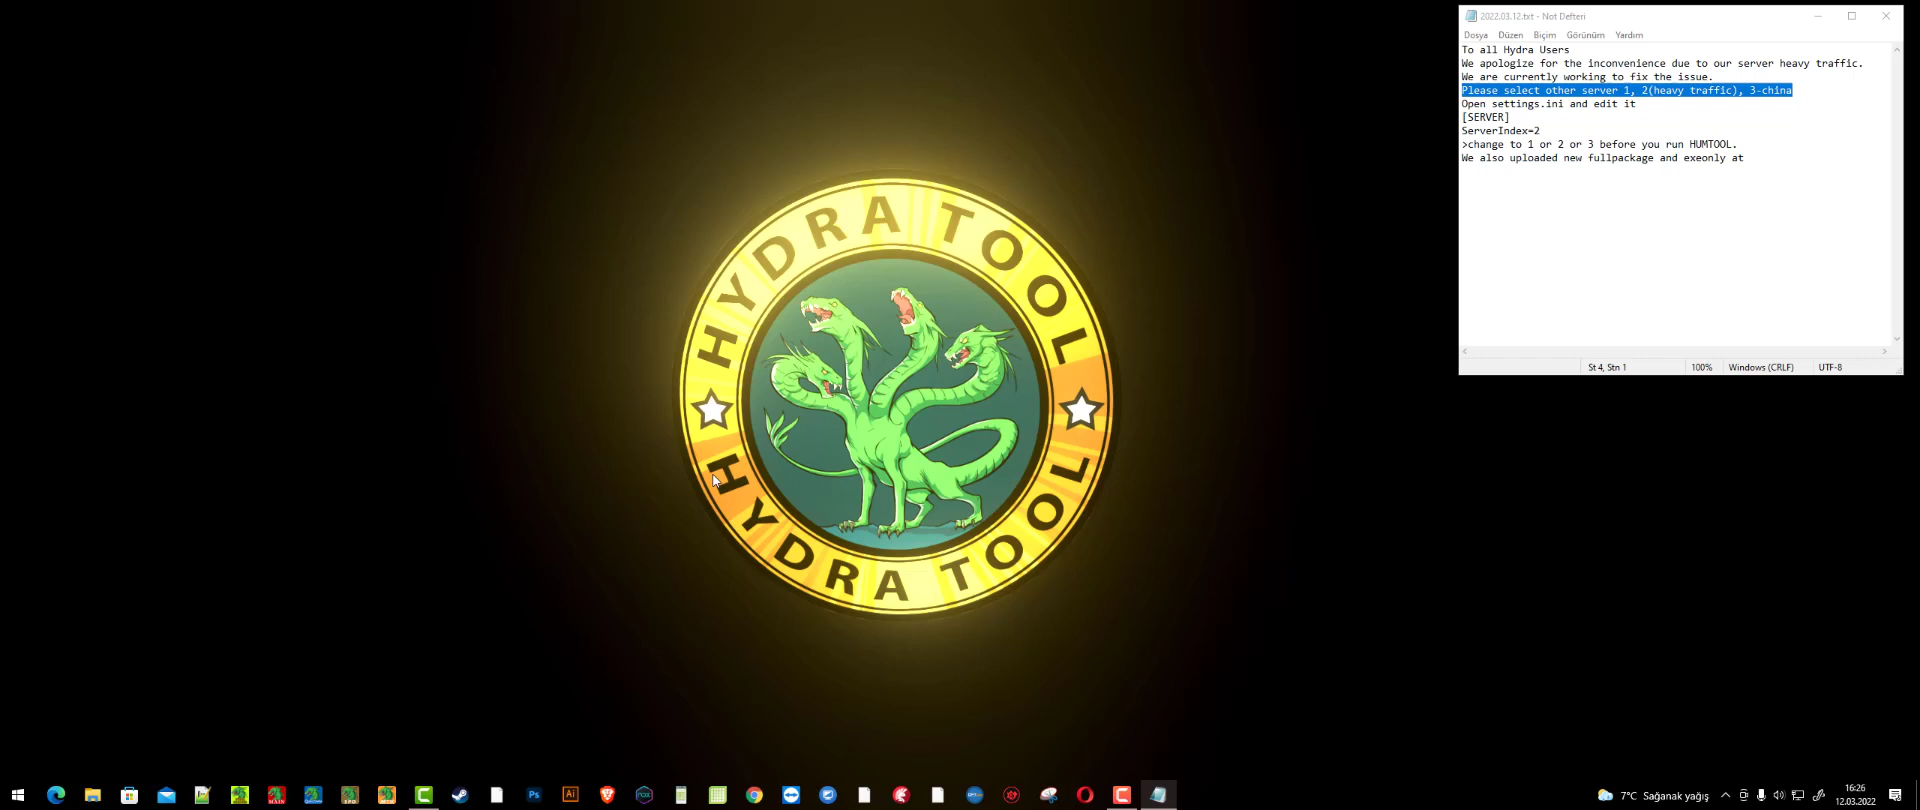 2022.03.12.txt - Not Defteri
Dosya Düzen Biçim Görünüm Yardım
To all Hydra Users
We apologize for the inconvenience due to our server heavy traffic.
We are currently working to fix the issue.
Please select other server 1, 2(heavy traffic), 3-china
Open settings.ini and edit it
[SERVER]
ServerIndex=2
>change to 1 or 2 or 3 before you run HUMTOOL.
We also uploaded new fullpackage and exeonly at
St 4, Stn 1 100% Windows (CRLF) UTF-8
HYDRA TOOL
HYDRA TOOL
MAIN
Ps
Ai
7°C Sağanak yağış
16:26
12.03.2022